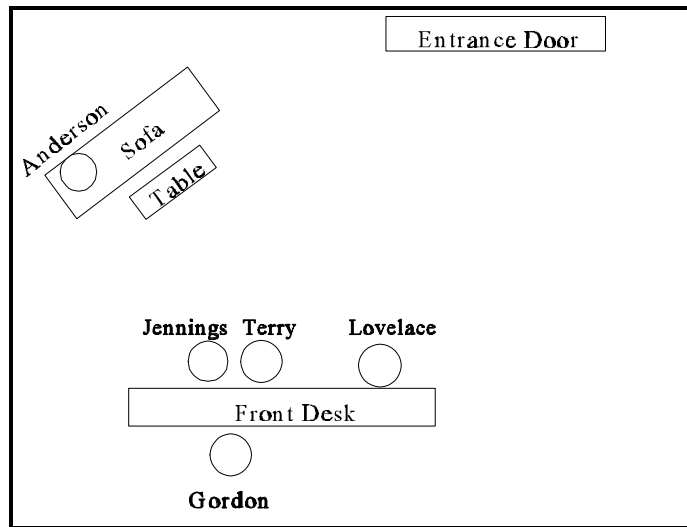 Entrance Door
Anderson
Sofa
Table
Jennings Terry Lovelace
Front Desk
Gordon